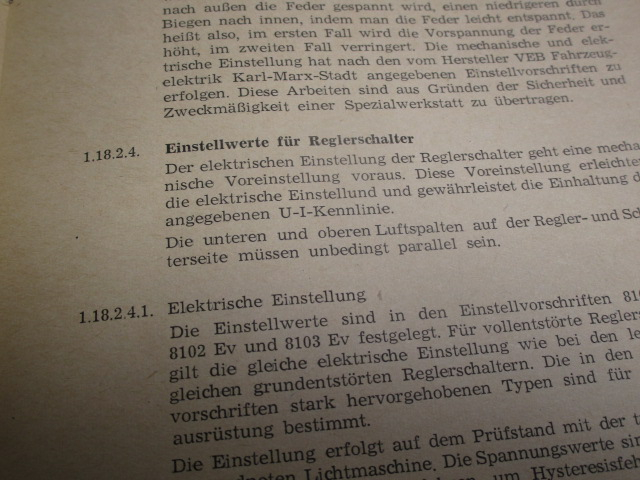 nach außen die Feder gespannt wird, einen niedrigeren durch
Biegen nach innen, indem man die Feder leicht entspannt. Das
heißt also, im ersten Fall wird die Vorspannung der Feder er-
höht, im zweiten Fall verringert. Die mechanische und elek-
trische Einstellung hat nach den vom Hersteller VEB Fahrzeug-
elektrik Karl-Marx-Stadt angegebenen Einstellvorschriften zu
erfolgen. Diese Arbeiten sind aus Gründen der Sicherheit und
Zweckmäßigkeit einer Spezialwerkstatt zu übertragen.
1.18.2.4. Einstellwerte für Reglerschalter
Der elektrischen Einstellung der Reglerschalter geht eine mecha-
nische Voreinstellung voraus. Diese Voreinstellung erleichter
die elektrische Einstellund und gewährleistet die Einhaltung d
angegebenen U-I-Kennlinie.
Die unteren und oberen Luftspalten auf der Regler- und Sch
terseite müssen unbedingt parallel sein.
1.18.2.4.1. Elektrische Einstellung
Die Einstellwerte sind in den Einstellvorschriften 810
8102 Ev und 8103 Ev festgelegt. Für vollentstörte Reglers
gilt die gleiche elektrische Einstellung wie bei den le
gleichen grundentstörten Reglerschaltern. Die in den
vorschriften stark hervorgehobenen Typen sind für
ausrüstung bestimmt.
Die Einstellung erfolgt auf dem Prüfstand mit der t
dneten Lichtmaschine. Die Spannungswerte sin
um Hysteresisfeh